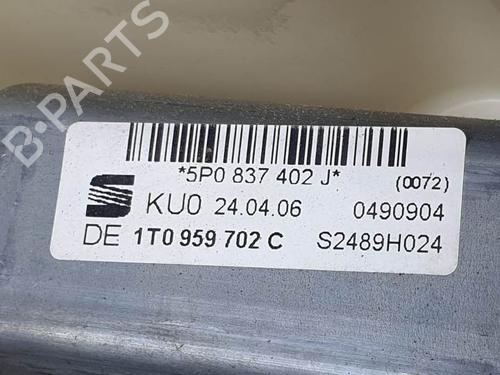 B-PARTS
*5P0 837 402 J* (0072)
KU0 24.04.06 0490904
DE 1T0 959 702 C S2489H024